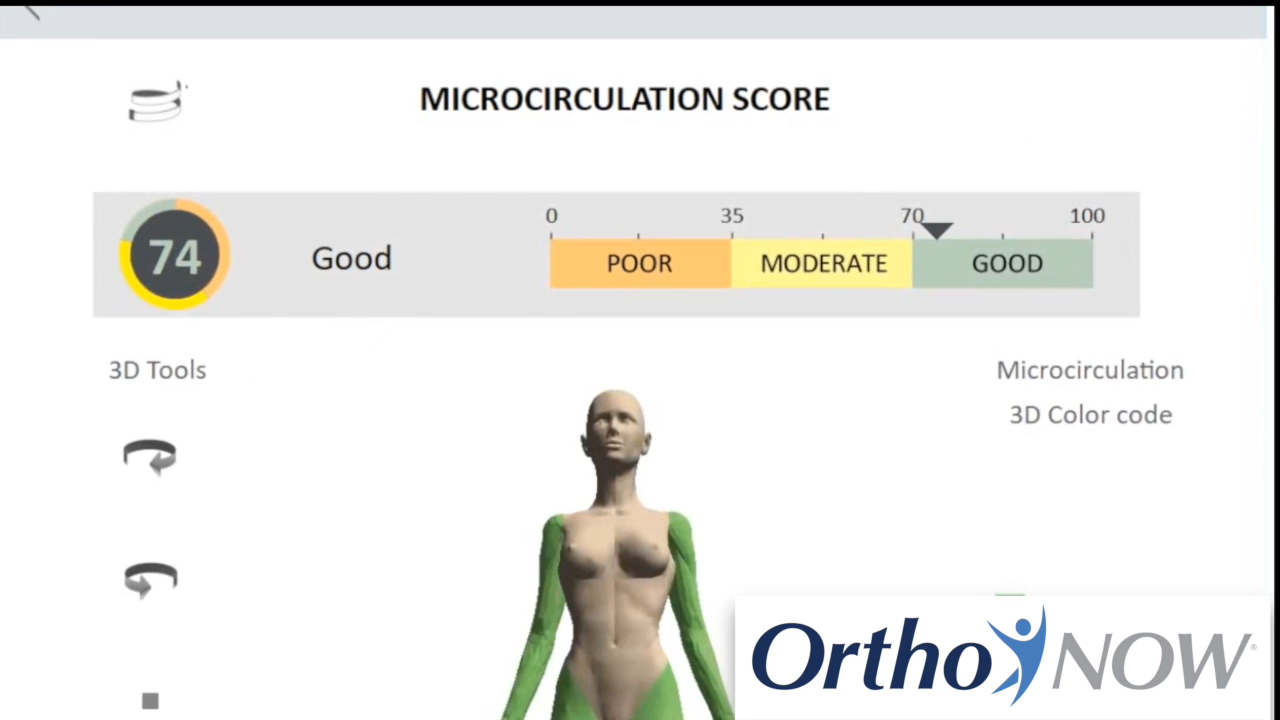 MICROCIRCULATION SCORE
0 35 70 100
74 Good POOR MODERATE GOOD
3D Tools
Microcirculation
3D Color code
OrthoNOW®